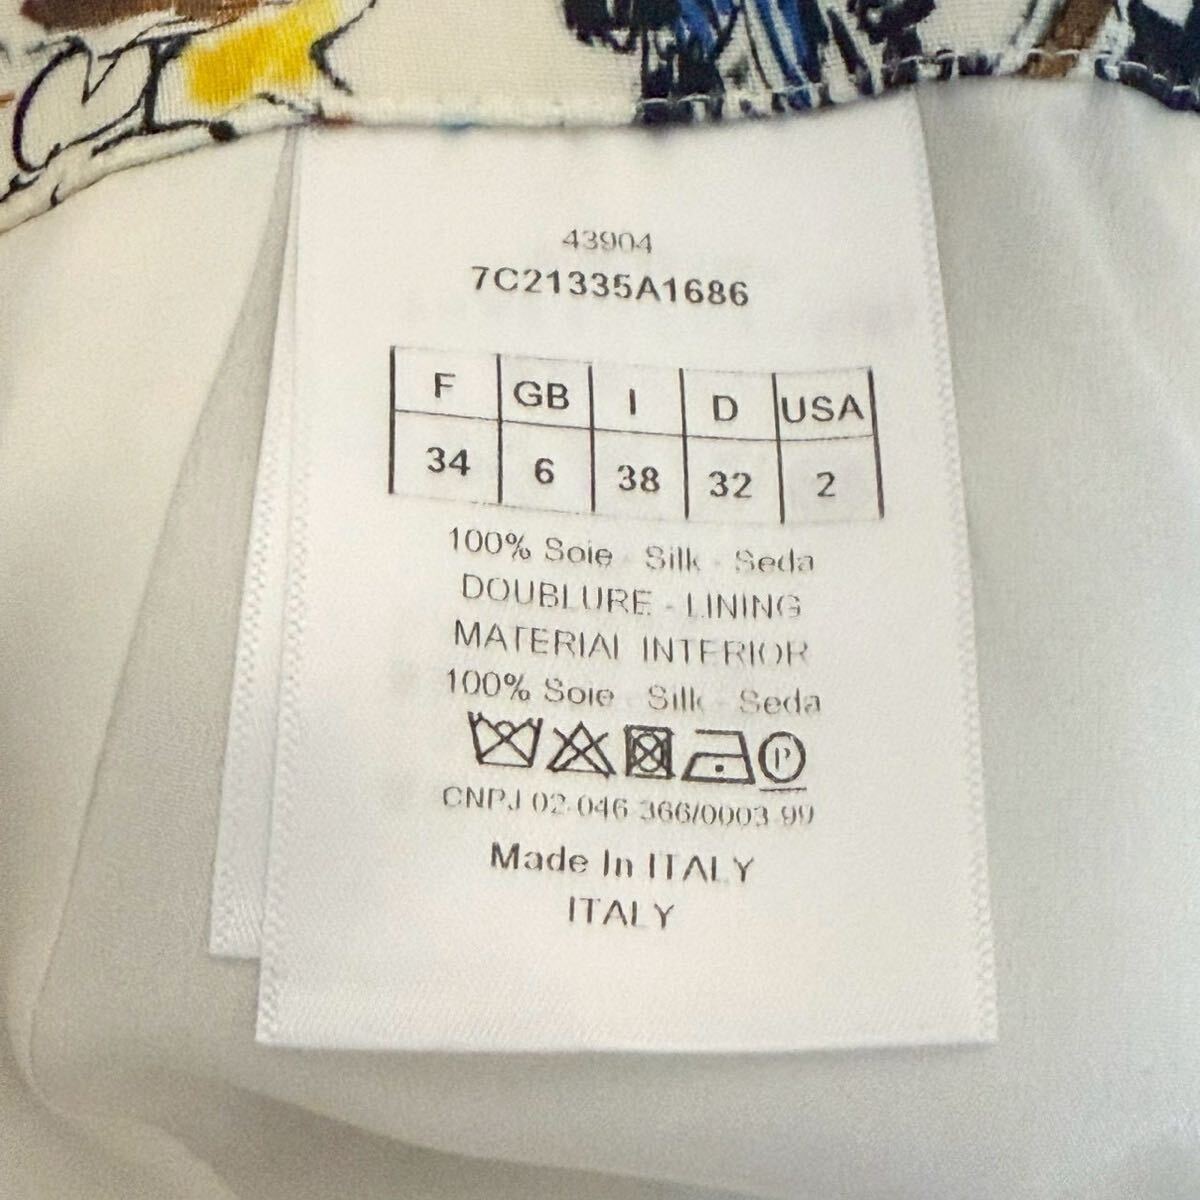 43904
7C21335A1686
F GB I D USA
34 6 38 32 2
100% Soie - Silk - Seda
DOUBLURE - LINING
MATERIAL INTERIOR
100% Soie - Silk - Seda
P
CNPJ 02.046.366/0003-99
Made In ITALY
ITALY